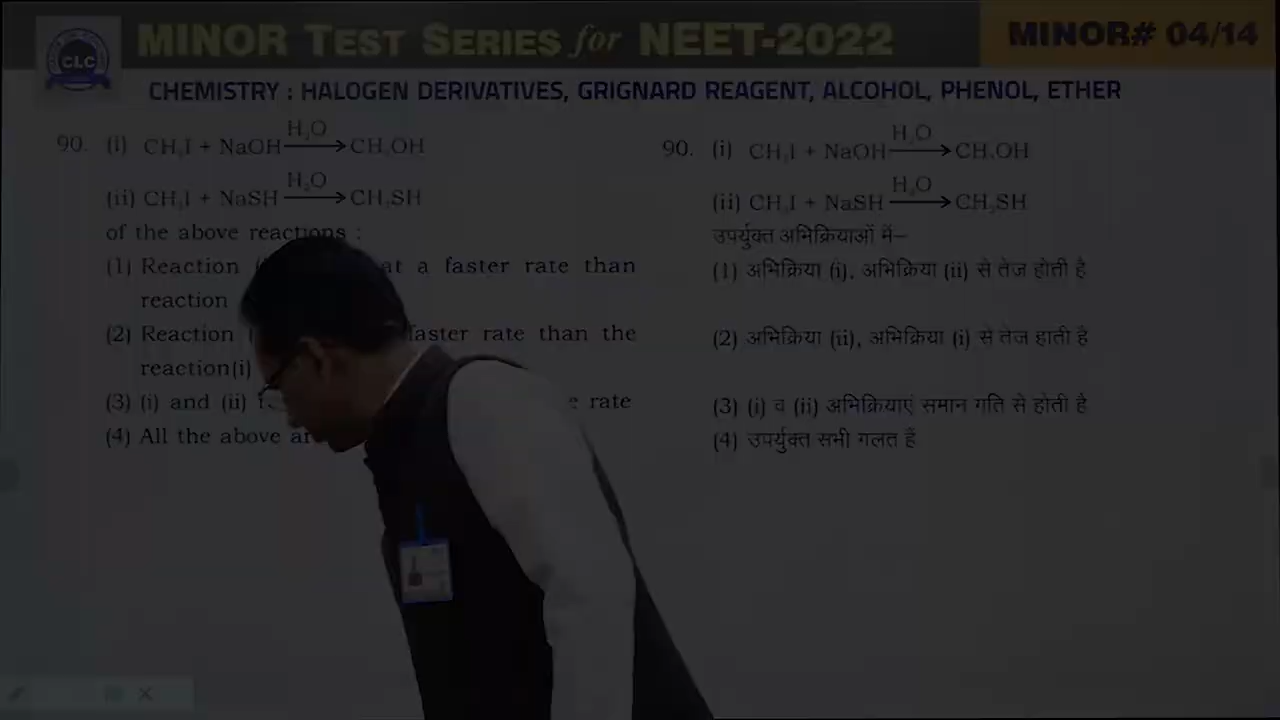 CLC
MINOR TEST SERIES for NEET-2022
MINOR# 04/14
CHEMISTRY : HALOGEN DERIVATIVES, GRIGNARD REAGENT, ALCOHOL, PHENOL, ETHER
90. (i) CH₃I + NaOH H₂O⟶ CH₃OH
(ii) CH₃I + NaSH H₂O⟶ CH₃SH
of the above reactions :
(1) Reaction at a faster rate than
reaction
(2) Reaction faster rate than the
reaction(i)
(3) (i) and (ii) rate
(4) All the above
90. (i) CH₃I + NaOH H₂O⟶ CH₃OH
(ii) CH₃I + NaSH H₂O⟶ CH₃SH
उपर्युक्त अभिक्रियाओं में–
(1) अभिक्रिया (i), अभिक्रिया (ii) से तेज होती है
(2) अभिक्रिया (ii), अभिक्रिया (i) से तेज हाती है
(3) (i) व (ii) अभिक्रियाएं समान गति से होती है
(4) उपर्युक्त सभी गलत हैं